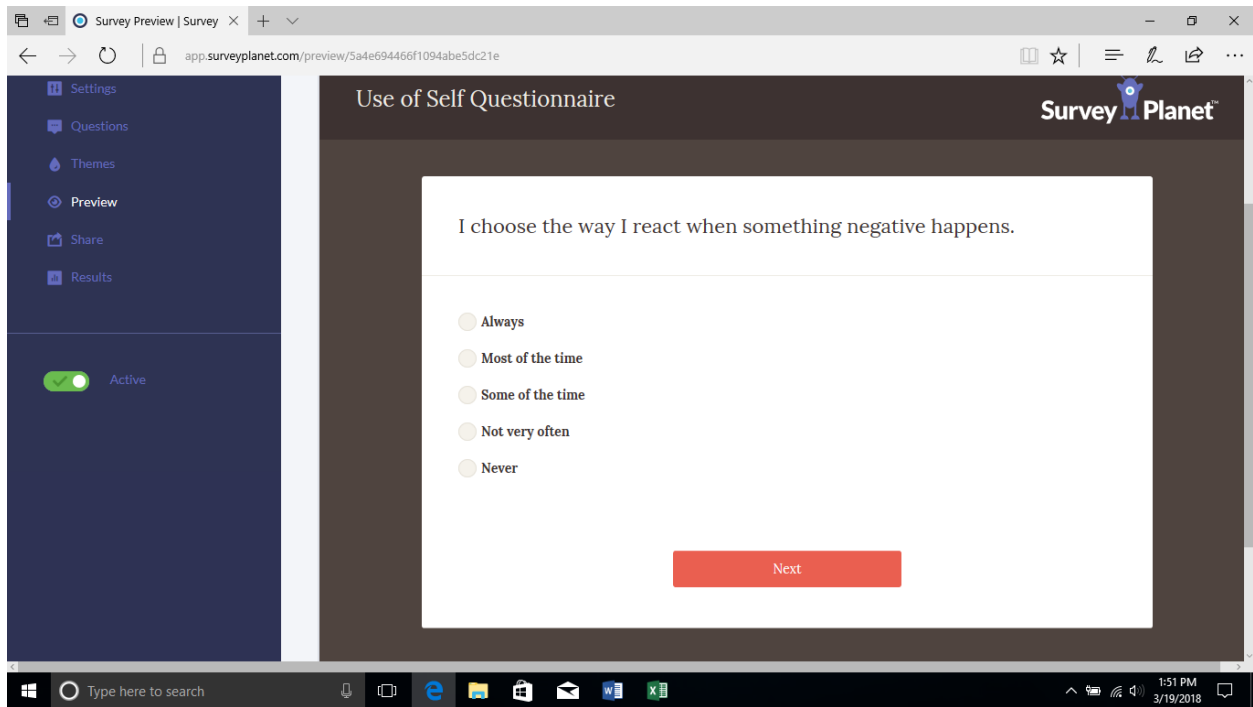 Survey Preview | Survey
app.surveyplanet.com/preview/5a4e694466f1094abe5dc21e
Settings
Questions
Themes
Preview
Share
Results
Active
Use of Self Questionnaire
Survey Planet™
I choose the way I react when something negative happens.
Always
Most of the time
Some of the time
Not very often
Never
Next
Type here to search
1:51 PM
3/19/2018